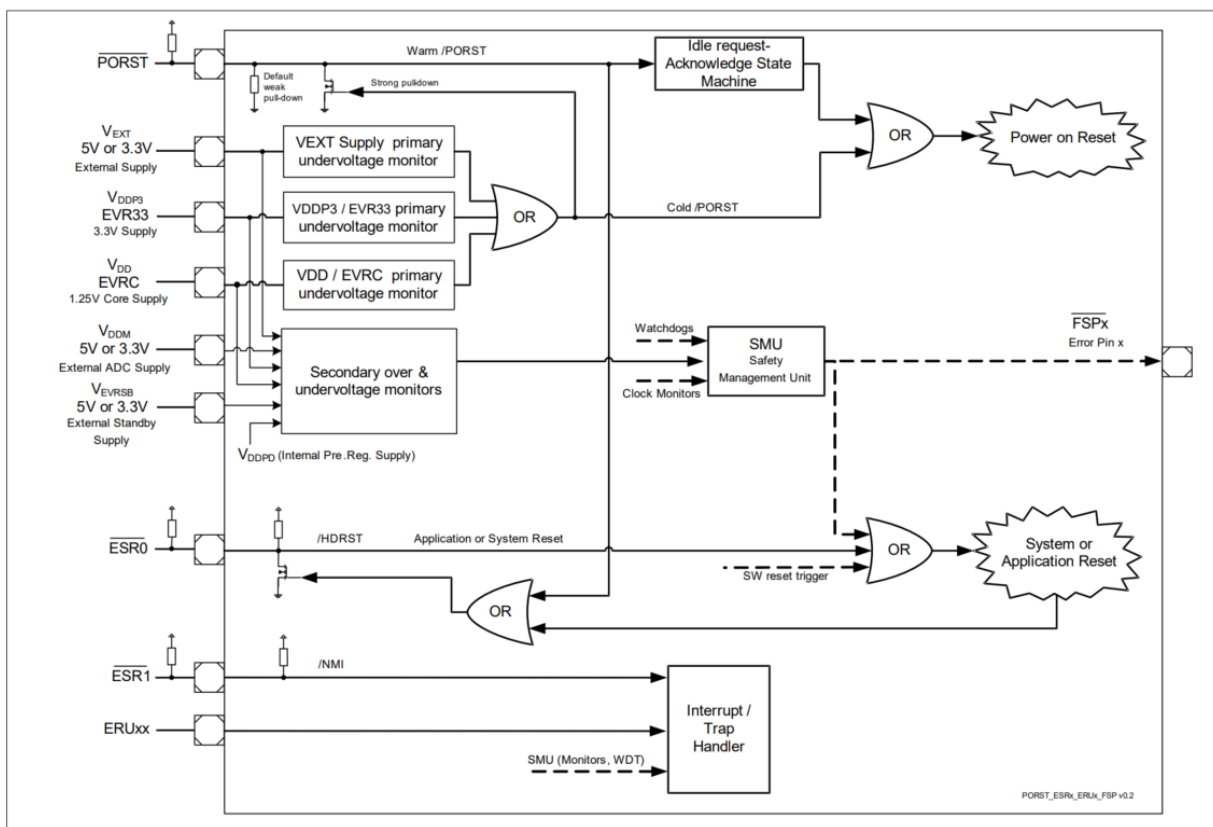 PORST
Warm /PORST
Default
weak
pull-down
Strong pulldown
Idle request-
Acknowledge State
Machine
OR
Power on Reset
VEXT
5V or 3.3V
External Supply
VEXT Supply primary
undervoltage monitor
VDDP3
EVR33
3.3V Supply
VDDP3 / EVR33 primary
undervoltage monitor
OR
Cold /PORST
VDD
EVRC
1.25V Core Supply
VDD / EVRC primary
undervoltage monitor
VDDM
5V or 3.3V
External ADC Supply
VEVRSB
5V or 3.3V
External Standby
Supply
Secondary over &
undervoltage monitors
VDDPD (Internal Pre .Reg. Supply)
Watchdogs
Clock Monitors
SMU
Safety
Management Unit
FSPx
Error Pin x
ESR0
/HDRST
Application or System Reset
SW reset trigger
OR
System or
Application Reset
OR
ESR1
/NMI
ERUxx
SMU (Monitors, WDT)
Interrupt /
Trap
Handler
PORST_ESRx_ERUx_FSP v0.2